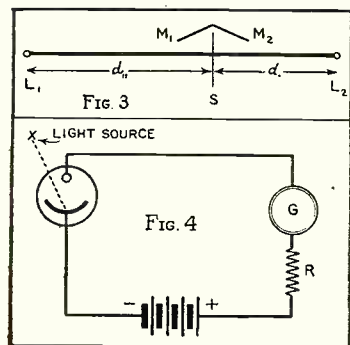 M₁ M₂
dₙ d.
L₁ S L₂
FIG. 3
X LIGHT SOURCE
FIG. 4
G
R
- +